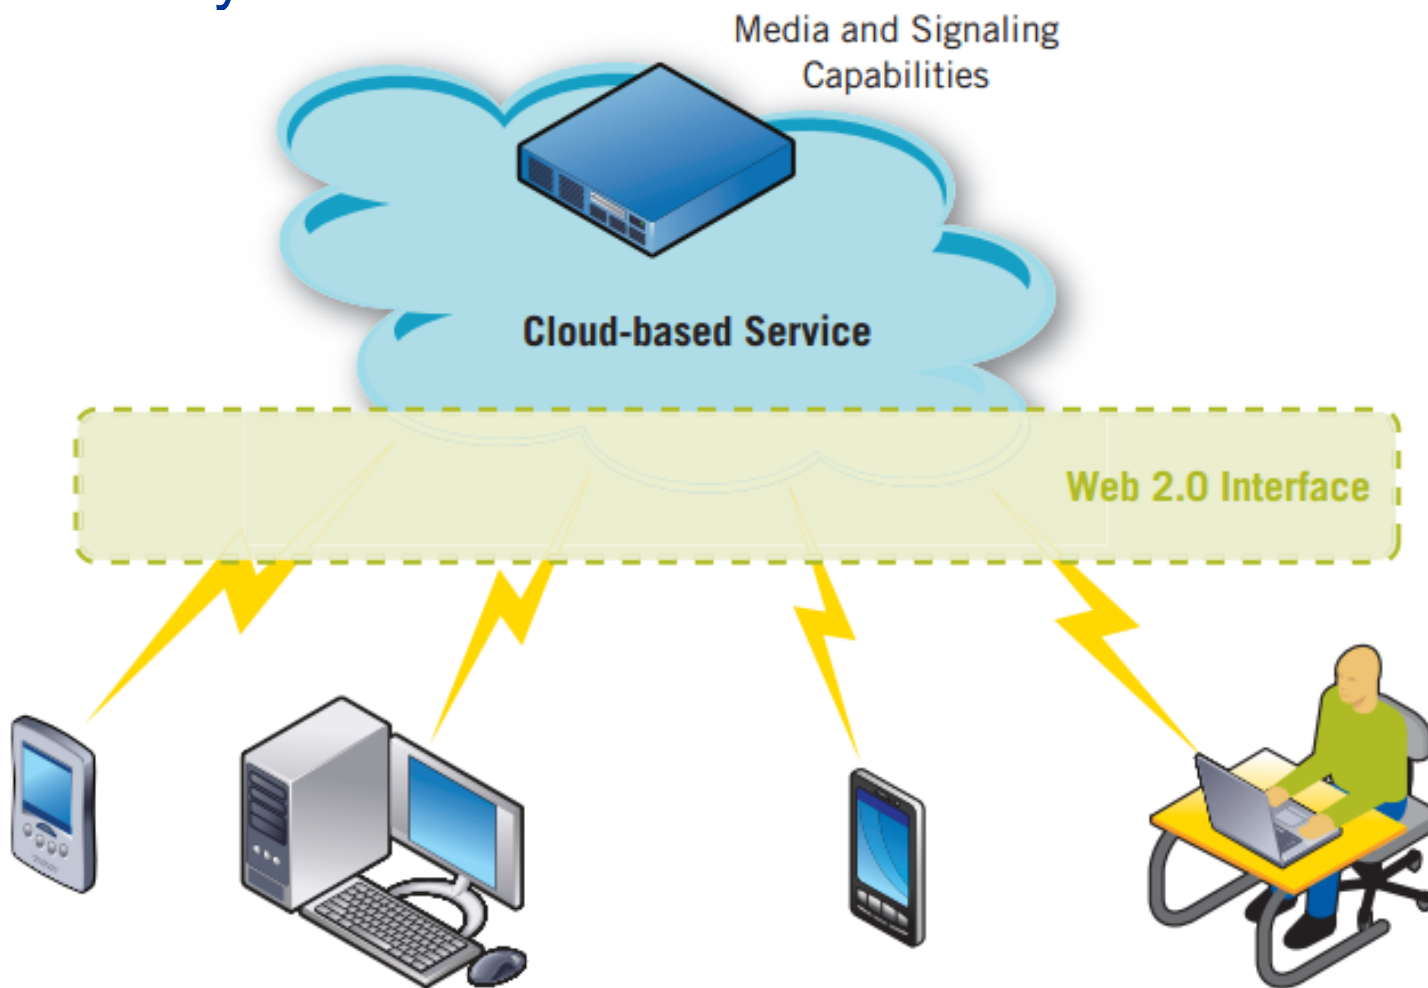 Media and Signaling
Capabilities
Cloud-based Service
Web 2.0 Interface